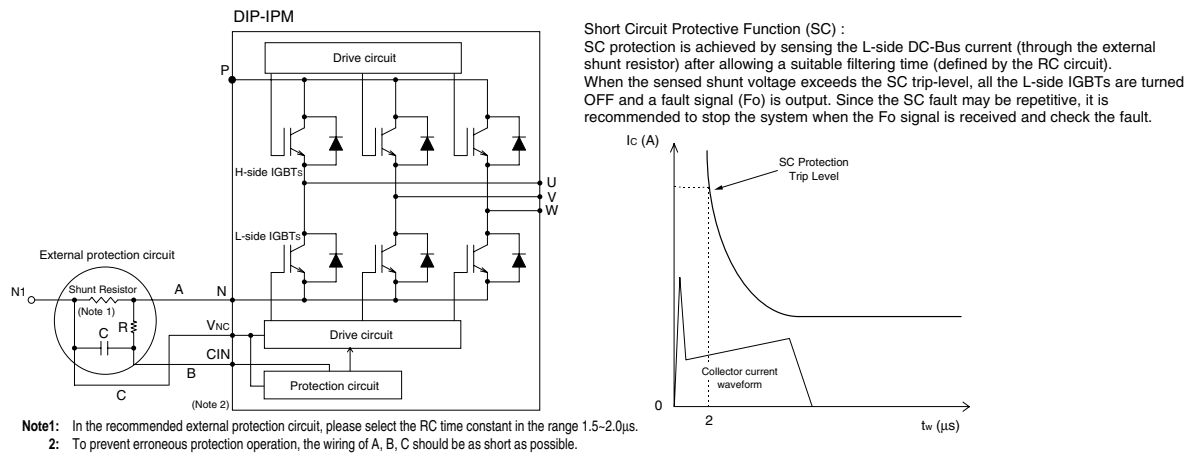 DIP-IPM
Drive circuit
P
H-side IGBTs
U
V
W
L-side IGBTs
External protection circuit
N1
Shunt Resistor
A
N
(Note 1)
VNC
R
C
Drive circuit
CIN
B
C
Protection circuit
(Note 2)
Short Circuit Protective Function (SC) :
SC protection is achieved by sensing the L-side DC-Bus current (through the external
shunt resistor) after allowing a suitable filtering time (defined by the RC circuit).
When the sensed shunt voltage exceeds the SC trip-level, all the L-side IGBTs are turned
OFF and a fault signal (Fo) is output. Since the SC fault may be repetitive, it is
recommended to stop the system when the Fo signal is received and check the fault.
IC (A)
SC Protection
Trip Level
Collector current
waveform
0
2
tw (μs)
Note1: In the recommended external protection circuit, please select the RC time constant in the range 1.5~2.0μs.
2: To prevent erroneous protection operation, the wiring of A, B, C should be as short as possible.